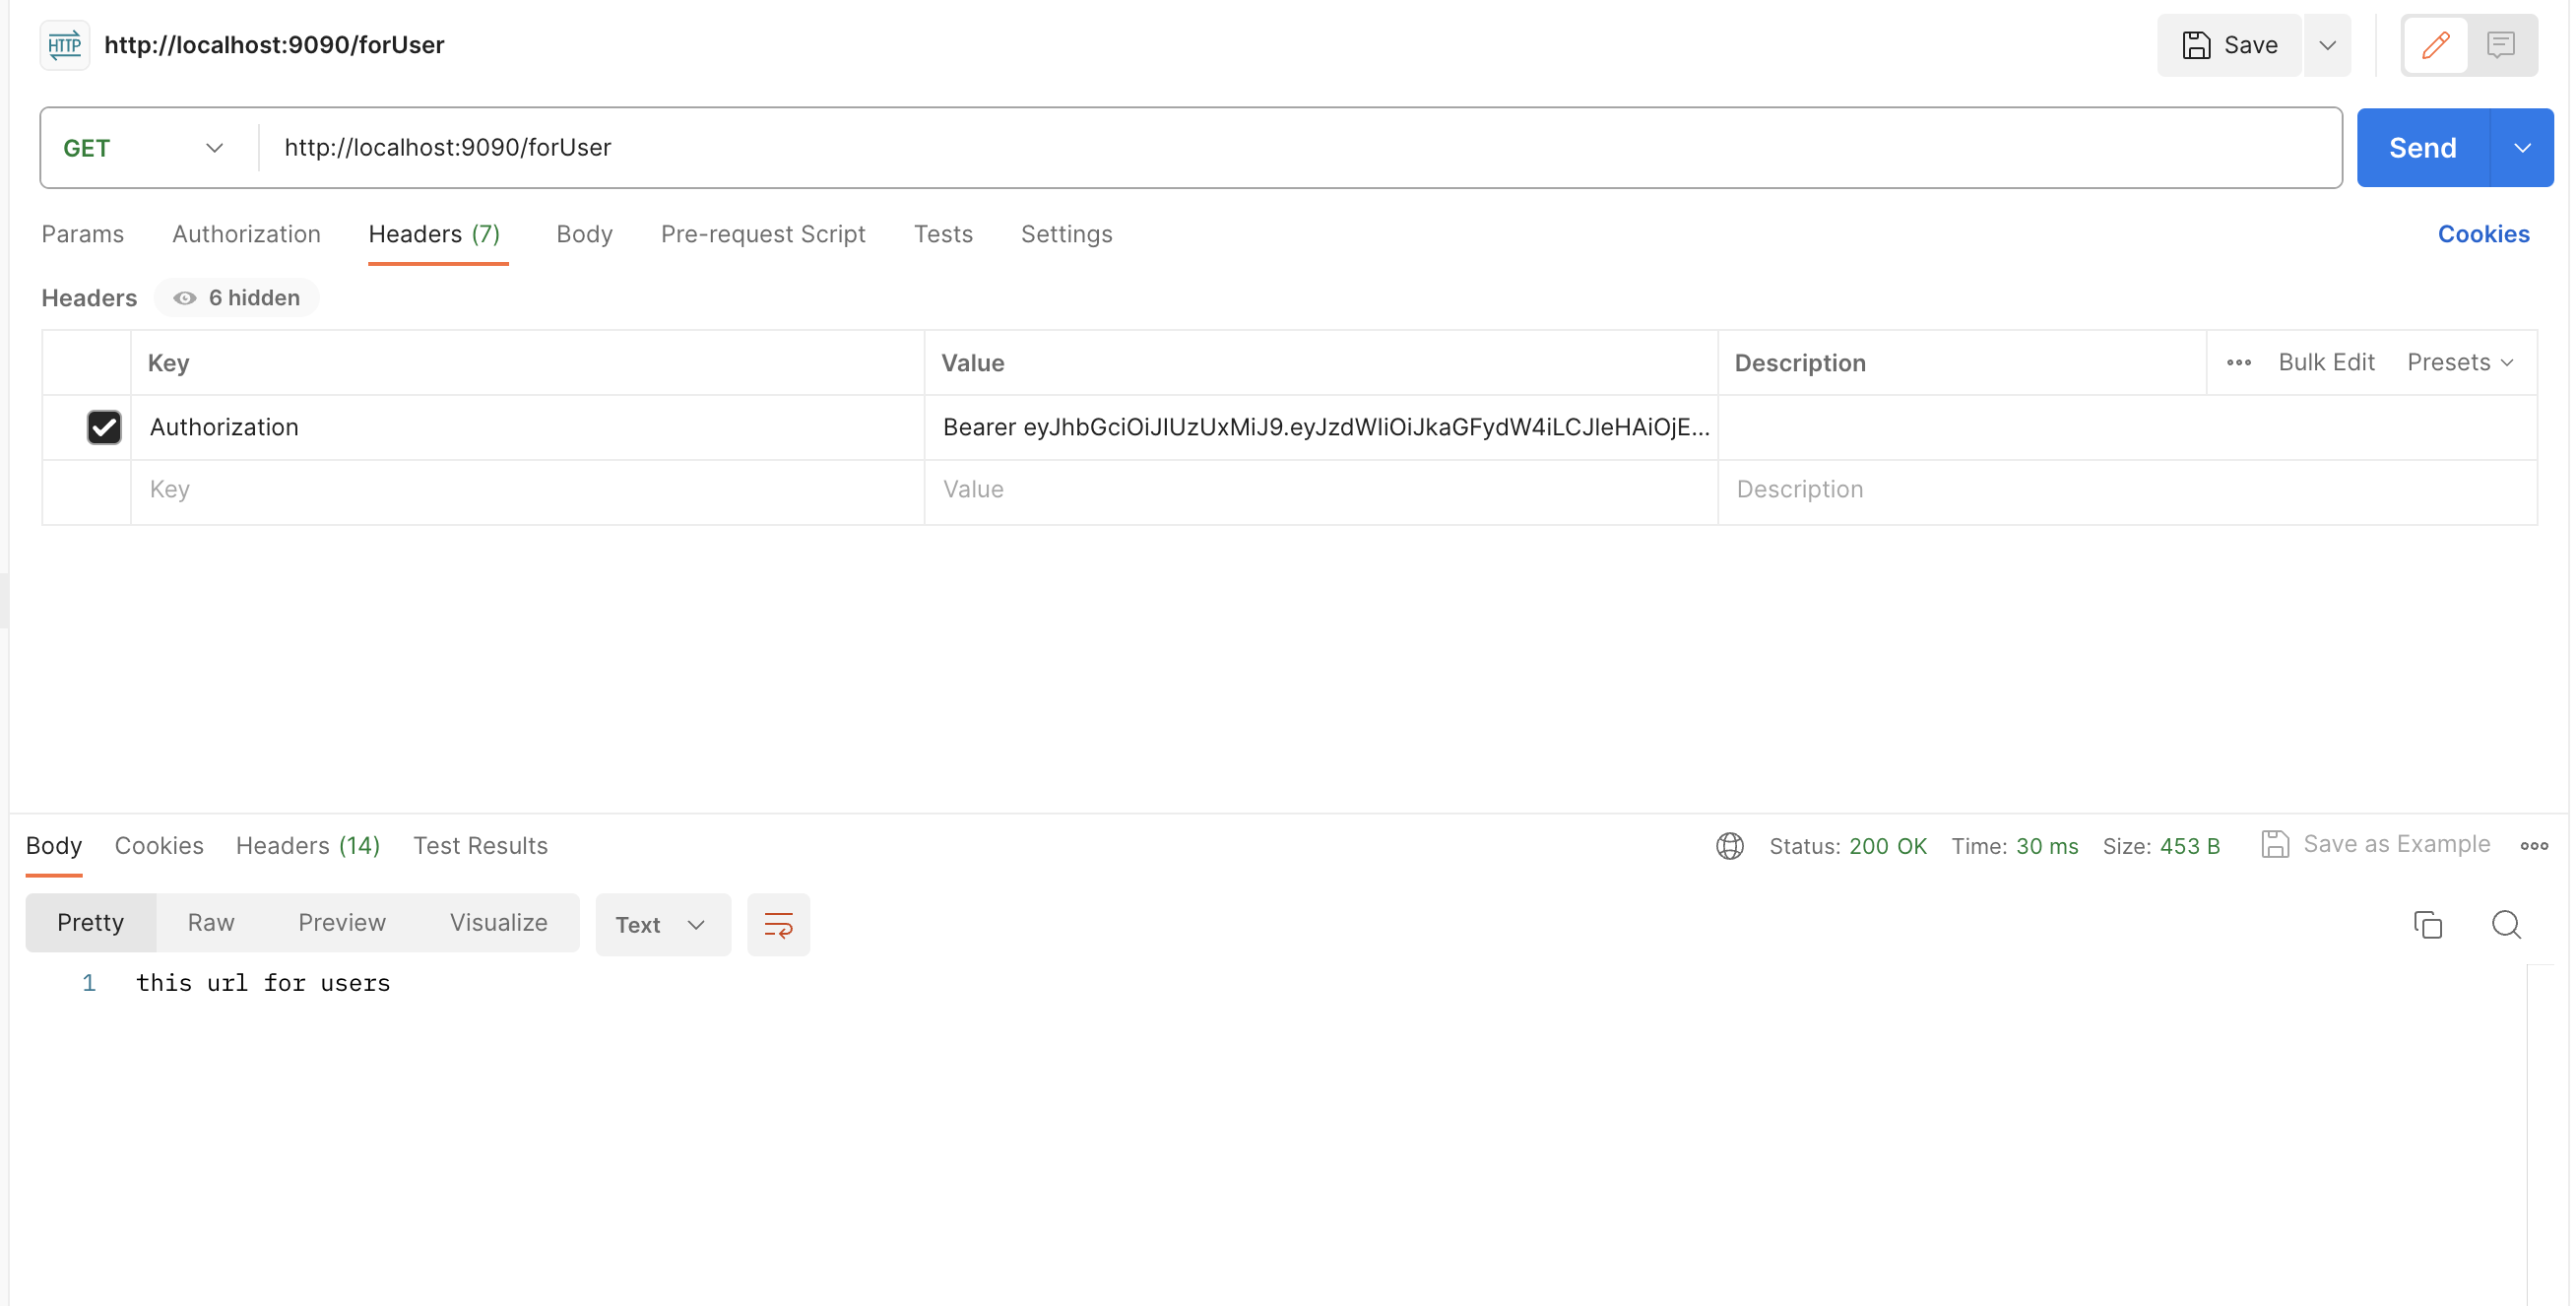 HTTP http://localhost:9090/forUser Save
GET http://localhost:9090/forUser Send
Params Authorization Headers (7) Body Pre-request Script Tests Settings Cookies
Headers 6 hidden
Key Value Description ••• Bulk Edit Presets
Authorization Bearer eyJhbGciOiJIUzUxMiJ9.eyJzdWIiOiJkaGFydW4iLCJleHAiOjE...
Key Value Description
Body Cookies Headers (14) Test Results Status: 200 OK Time: 30 ms Size: 453 B Save as Example
Pretty Raw Preview Visualize Text
1 this url for users